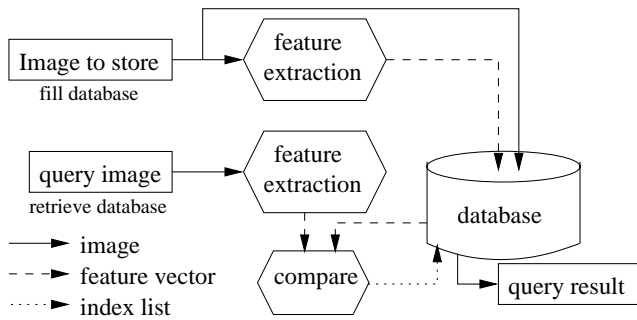 Image to store
fill database
feature
extraction
query image
retrieve database
feature
extraction
database
compare
query result
image
feature vector
index list